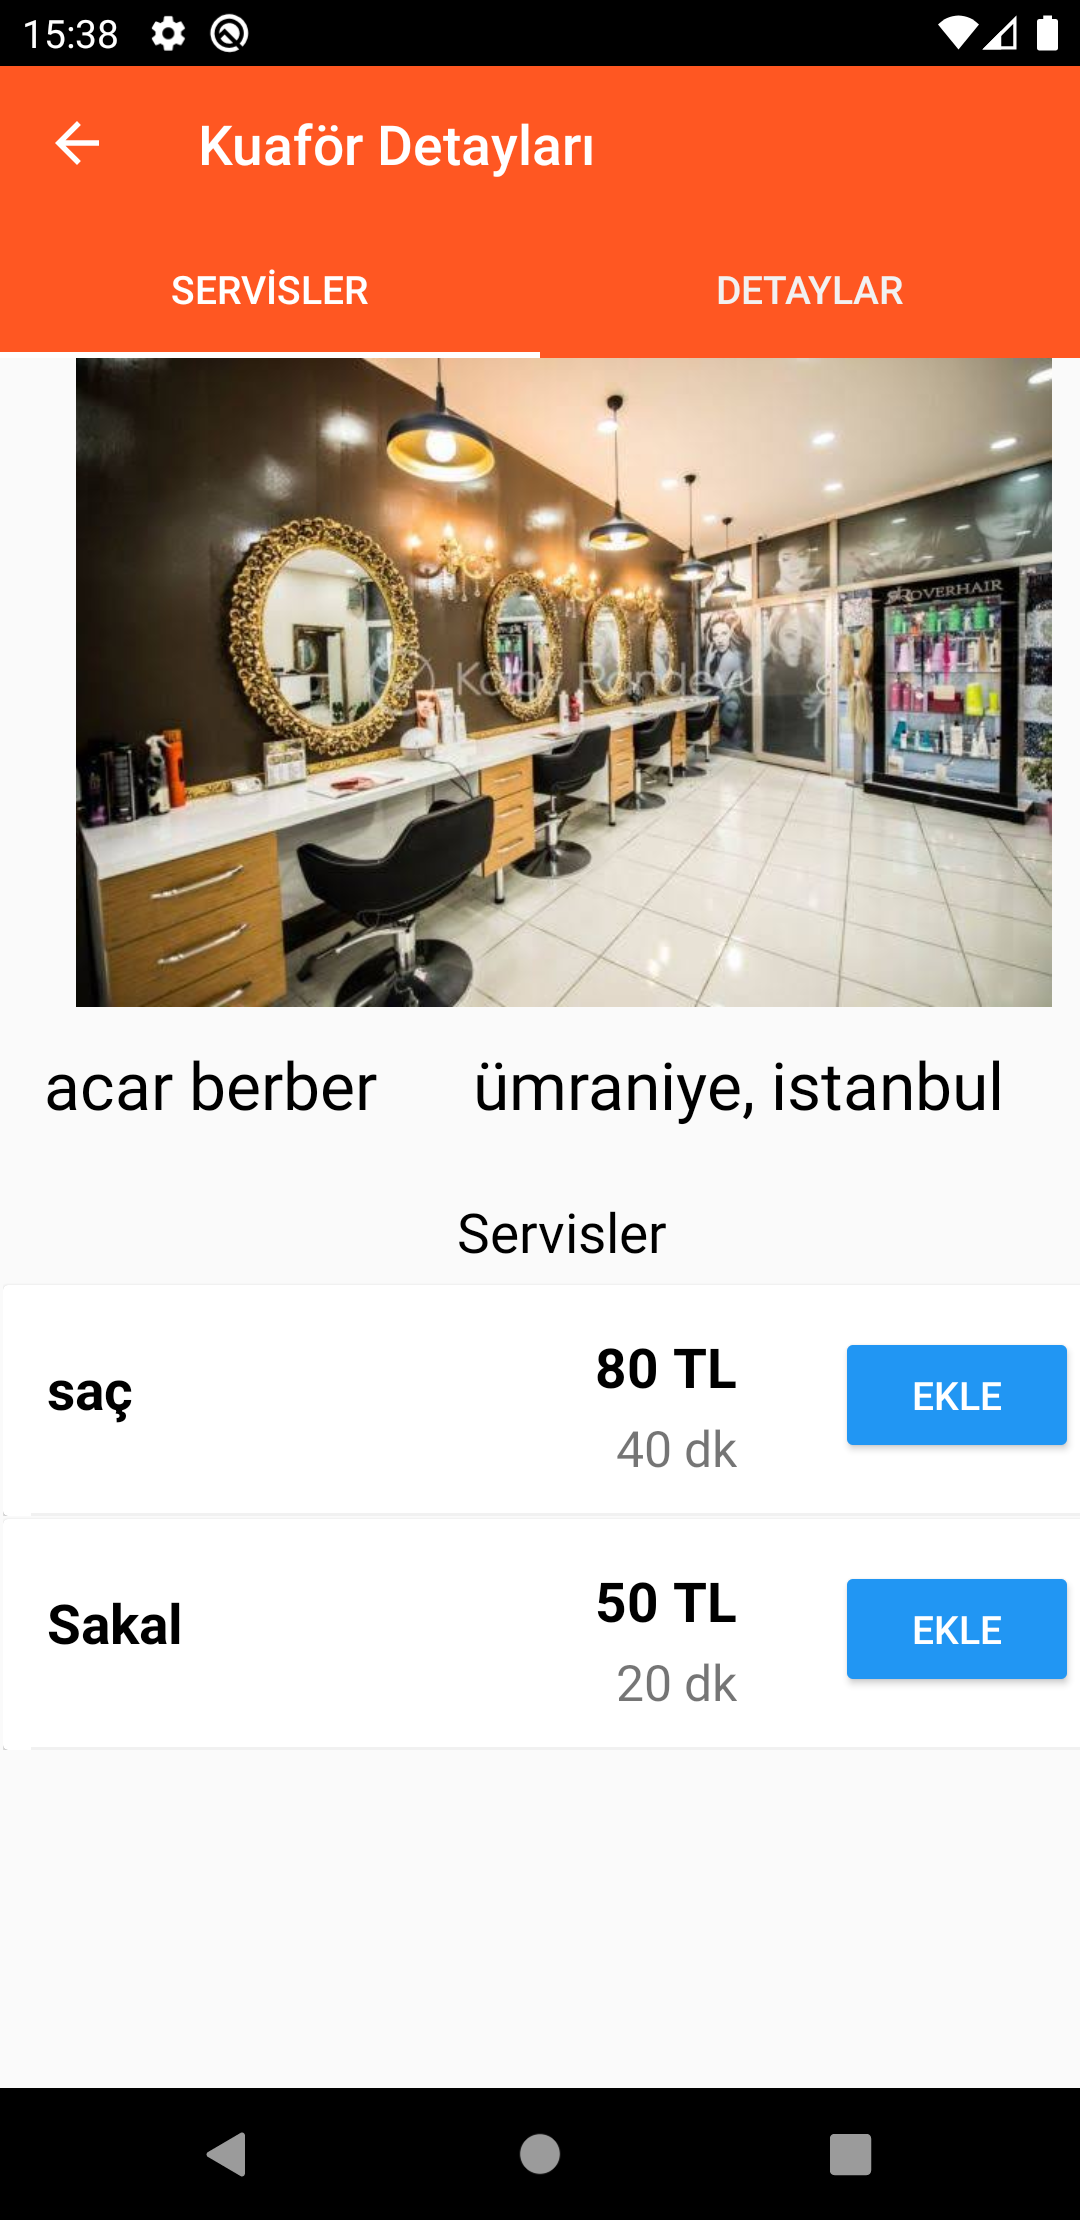 15:38
Kuaför Detayları
SERVİSLER
DETAYLAR
ROVERHAIR
Kolay Randevu
acar berber
ümraniye, istanbul
Servisler
saç
80 TL
40 dk
EKLE
Sakal
50 TL
20 dk
EKLE